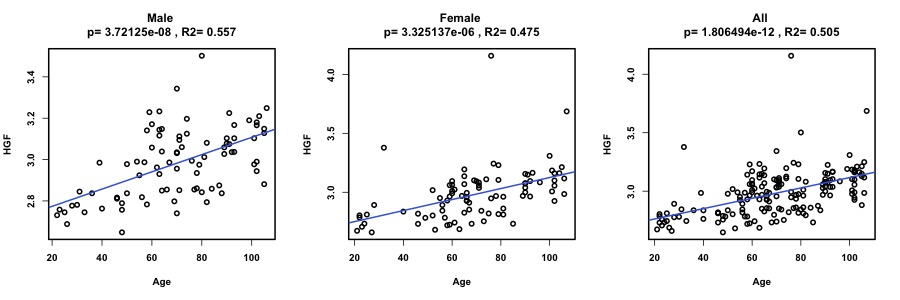 Male
p= 3.72125e-08 , R2= 0.557
HGF
3.4
3.2
3.0
2.8
20 40 60 80 100
Age
Female
p= 3.325137e-06 , R2= 0.475
HGF
4.0
3.5
3.0
20 40 60 80 100
Age
All
p= 1.806494e-12 , R2= 0.505
HGF
4.0
3.5
3.0
20 40 60 80 100
Age